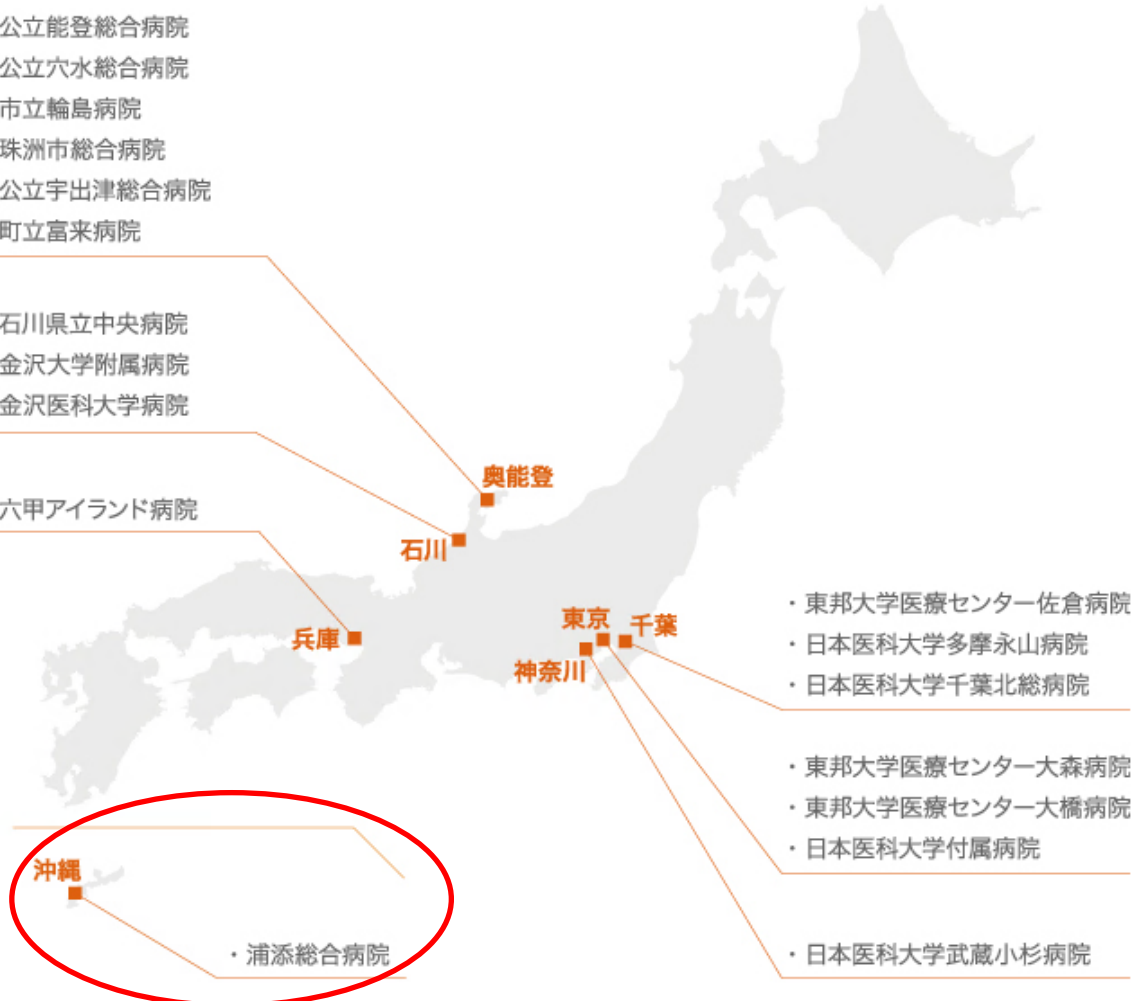 公立能登総合病院
公立穴水総合病院
市立輪島病院
珠洲市総合病院
公立宇出津総合病院
町立富来病院
石川県立中央病院
金沢大学附属病院
金沢医科大学病院
六甲アイランド病院
奥能登
石川
兵庫
東京
千葉
神奈川
・東邦大学医療センター佐倉病院
・日本医科大学多摩永山病院
・日本医科大学千葉北総病院
・東邦大学医療センター大森病院
・東邦大学医療センター大橋病院
・日本医科大学付属病院
・日本医科大学武蔵小杉病院
沖縄
・浦添総合病院